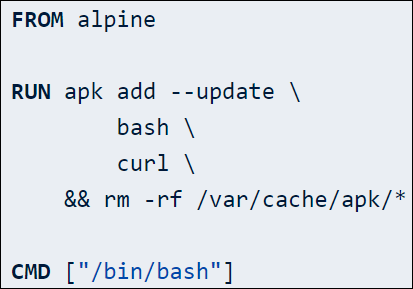 FROM alpine
RUN apk add --update \
bash \
curl \
&& rm -rf /var/cache/apk/*
CMD ["/bin/bash"]